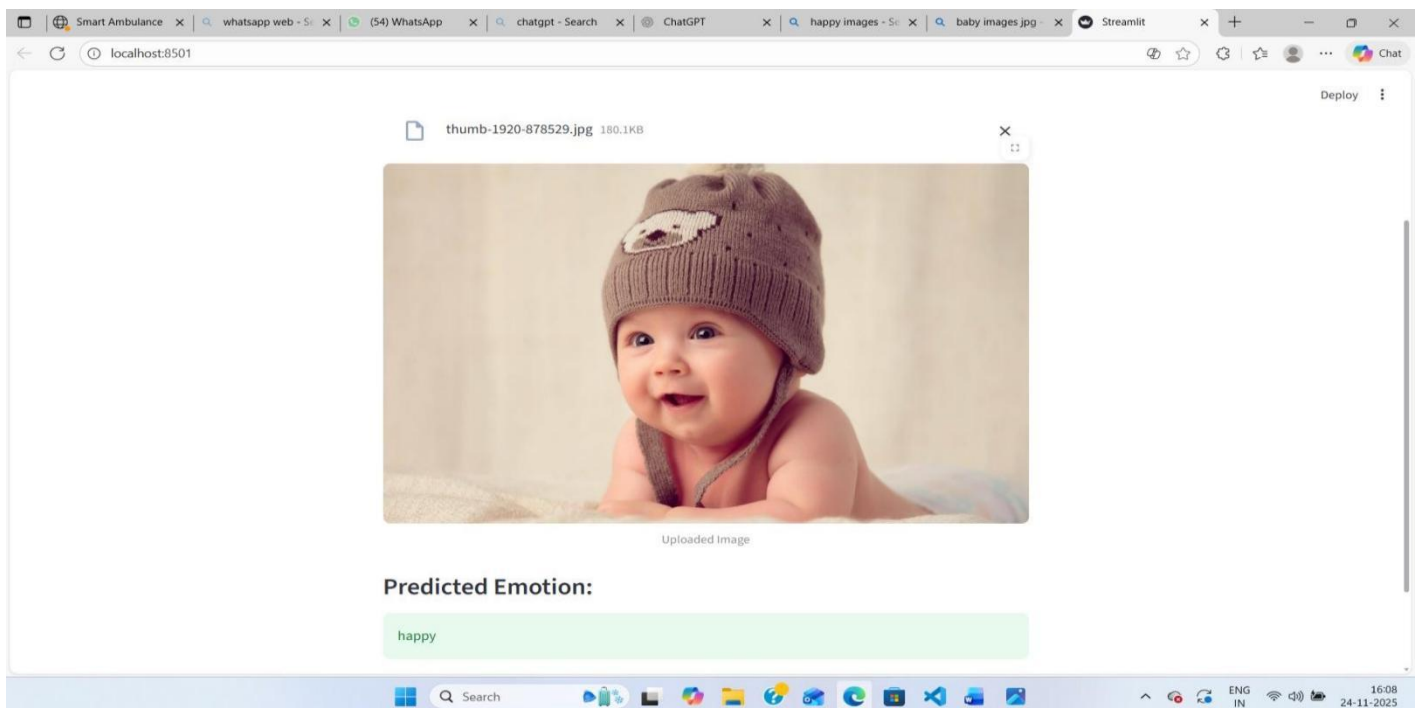 Smart Ambulance
whatsapp web - Se
(54) WhatsApp
chatgpt - Search
ChatGPT
happy images - Se
baby images jpg -
Streamlit
localhost:8501
Chat
Deploy
thumb-1920-878529.jpg 180.1KB
Uploaded Image
Predicted Emotion:
happy
Search
ENG
IN
16:08
24-11-2025